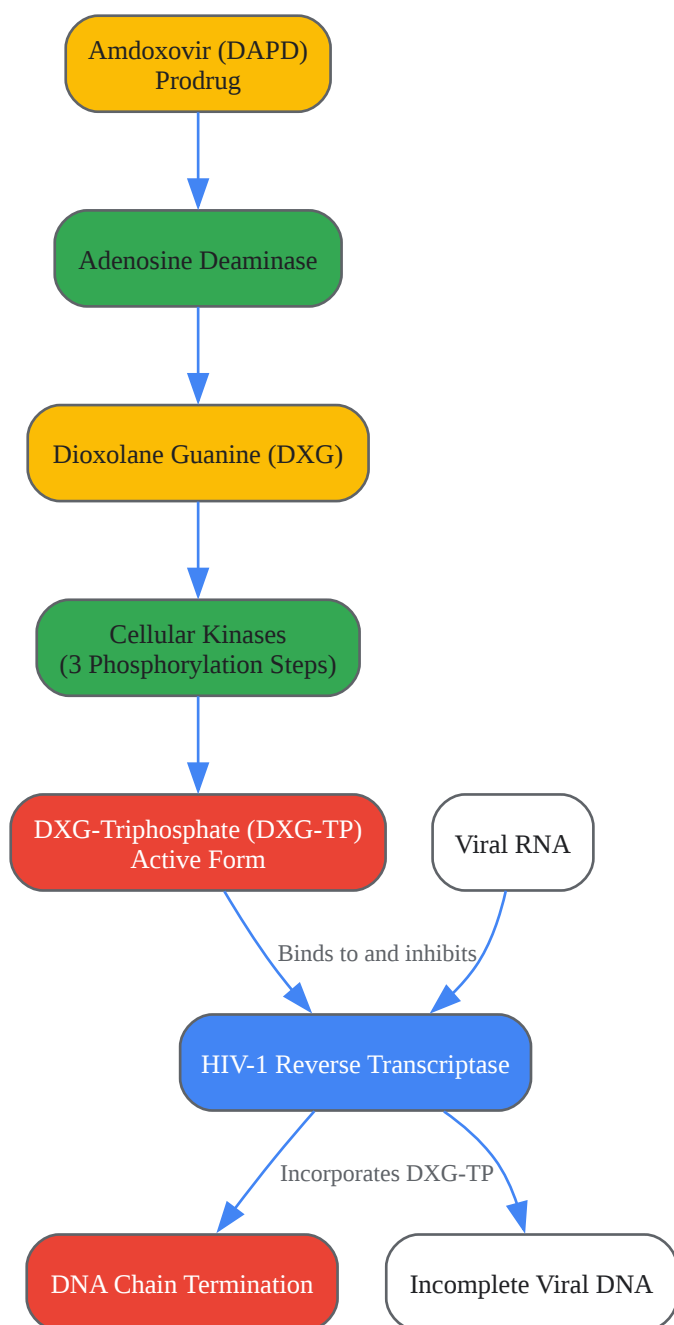 Amdoxovir (DAPD)
Prodrug
Adenosine Deaminase
Dioxolane Guanine (DXG)
Cellular Kinases
(3 Phosphorylation Steps)
DXG-Triphosphate (DXG-TP)
Active Form
Viral RNA
Binds to and inhibits
HIV-1 Reverse Transcriptase
Incorporates DXG-TP
DNA Chain Termination
Incomplete Viral DNA